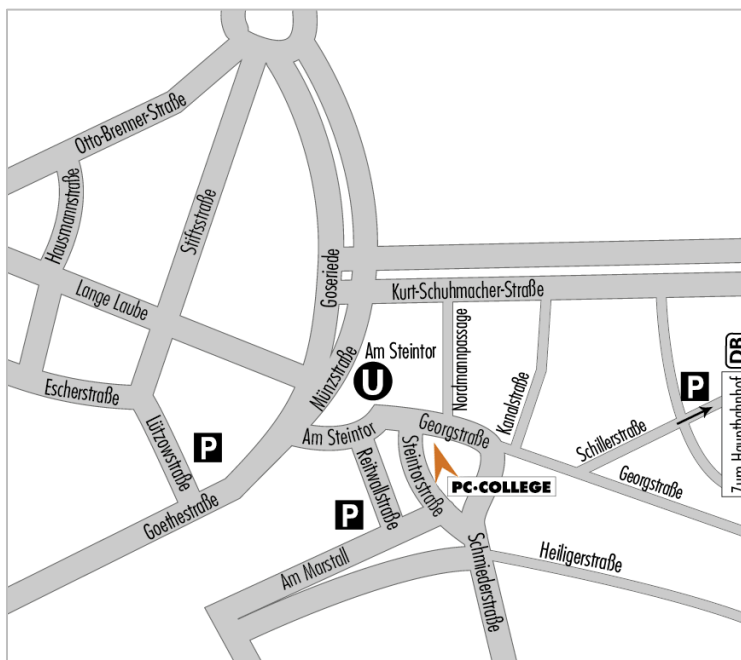 Otto-Brenner-Straße
Hausmannstraße
Stiftsstraße
Goseriede
Lange Laube
Kurt-Schuhmacher-Straße
Münzstraße
Am Steintor
U
Nordmannpassage
Kanalstraße
DB
Zum Hauptbahnhof
P
Escherstraße
Lützowstraße
P
Am Steintor
Georgstraße
Schillerstraße
Georgstraße
Steintorstraße
Reitwallstraße
PC-COLLEGE
P
Goethestraße
Am Marstall
Schmiederstraße
Heiligerstraße